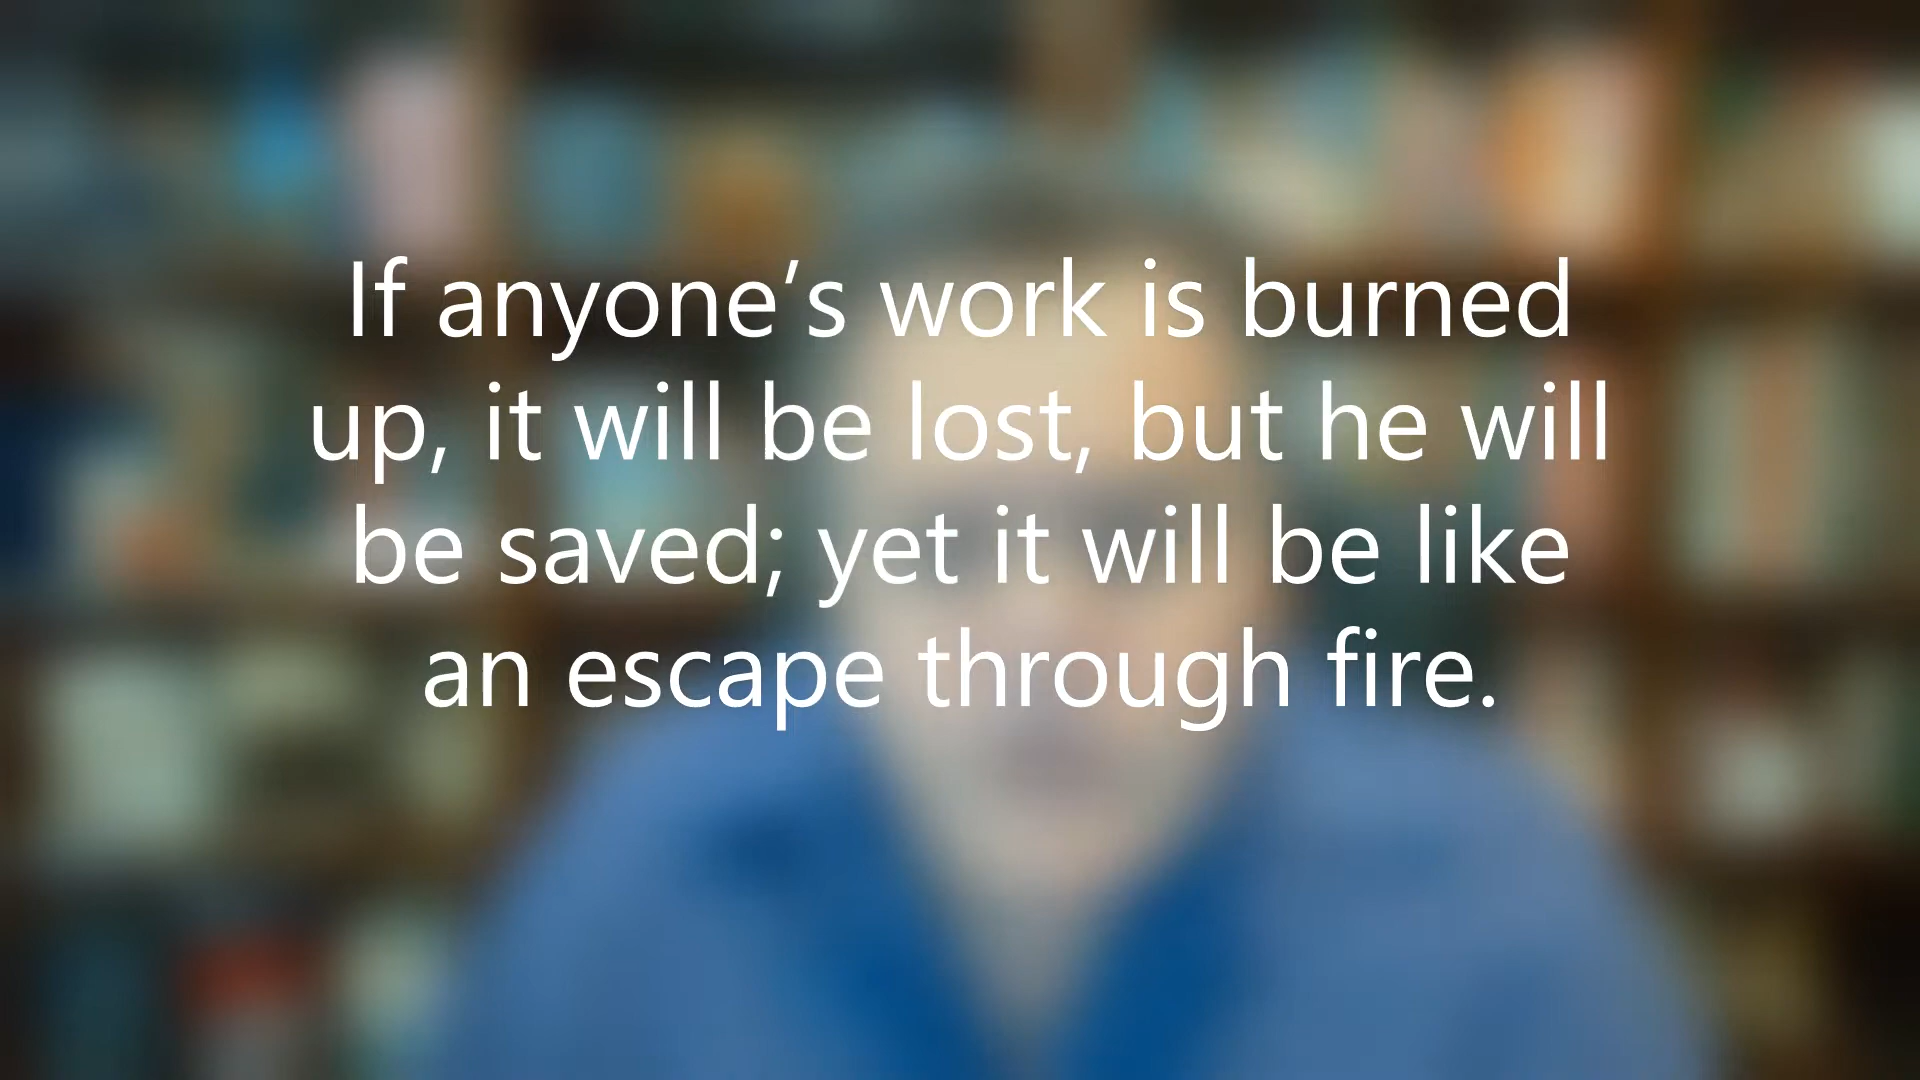 If anyone’s work is burned
up, it will be lost, but he will
be saved; yet it will be like
an escape through fire.